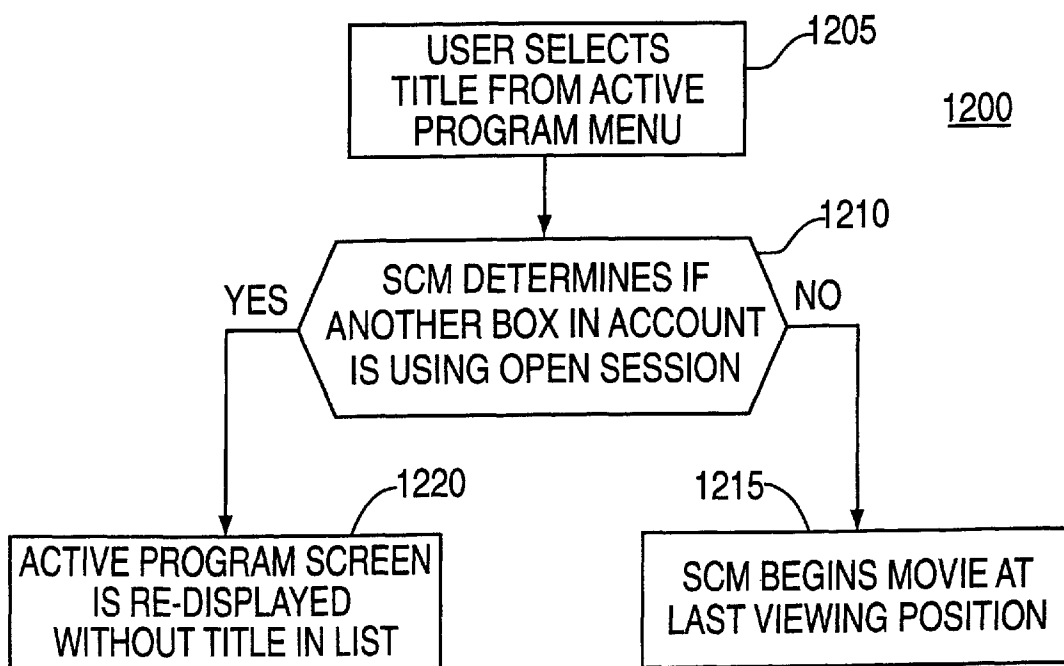 1205
USER SELECTS
TITLE FROM ACTIVE
PROGRAM MENU
1200
1210
SCM DETERMINES IF
ANOTHER BOX IN ACCOUNT
IS USING OPEN SESSION
YES
NO
1220
ACTIVE PROGRAM SCREEN
IS RE-DISPLAYED
WITHOUT TITLE IN LIST
1215
SCM BEGINS MOVIE AT
LAST VIEWING POSITION